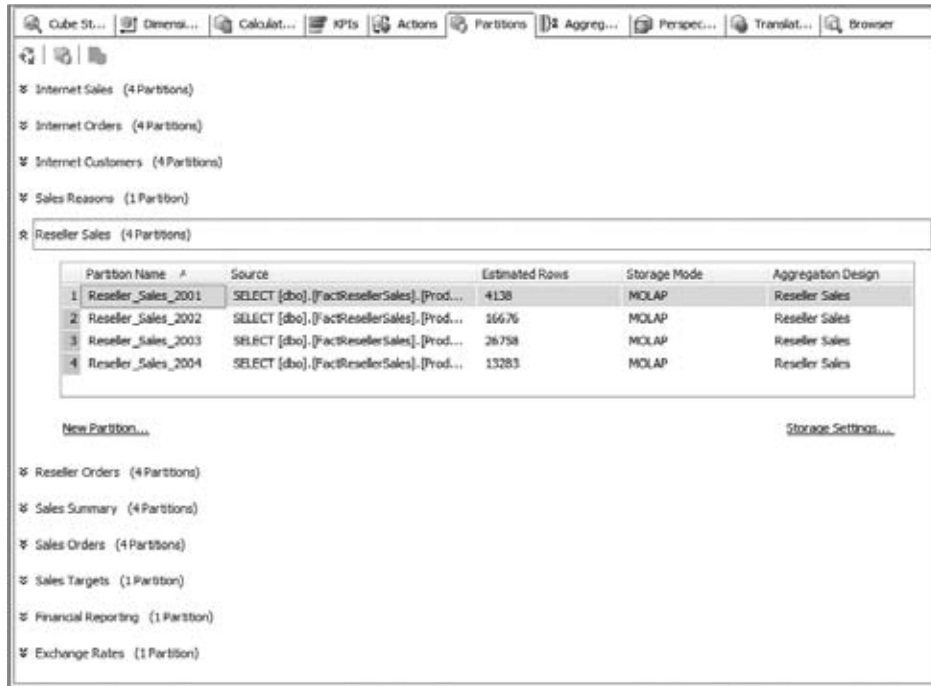 Cube St... Dimensi... Calculat... KPIs Actions Partitions Aggreg... Perspec... Translat... Browser
Internet Sales (4 Partitions)
Internet Orders (4 Partitions)
Internet Customers (4 Partitions)
Sales Reasons (1 Partition)
Reseller Sales (4 Partitions)
Partition Name Source Estimated Rows Storage Mode Aggregation Design
1 Reseller_Sales_2001 SELECT [dbo].[FactResellerSales].[Prod... 4138 MOLAP Reseller Sales
2 Reseller_Sales_2002 SELECT [dbo].[FactResellerSales].[Prod... 16676 MOLAP Reseller Sales
3 Reseller_Sales_2003 SELECT [dbo].[FactResellerSales].[Prod... 26758 MOLAP Reseller Sales
4 Reseller_Sales_2004 SELECT [dbo].[FactResellerSales].[Prod... 13283 MOLAP Reseller Sales
New Partition... Storage Settings...
Reseller Orders (4 Partitions)
Sales Summary (4 Partitions)
Sales Orders (4 Partitions)
Sales Targets (1 Partition)
Financial Reporting (1 Partition)
Exchange Rates (1 Partition)